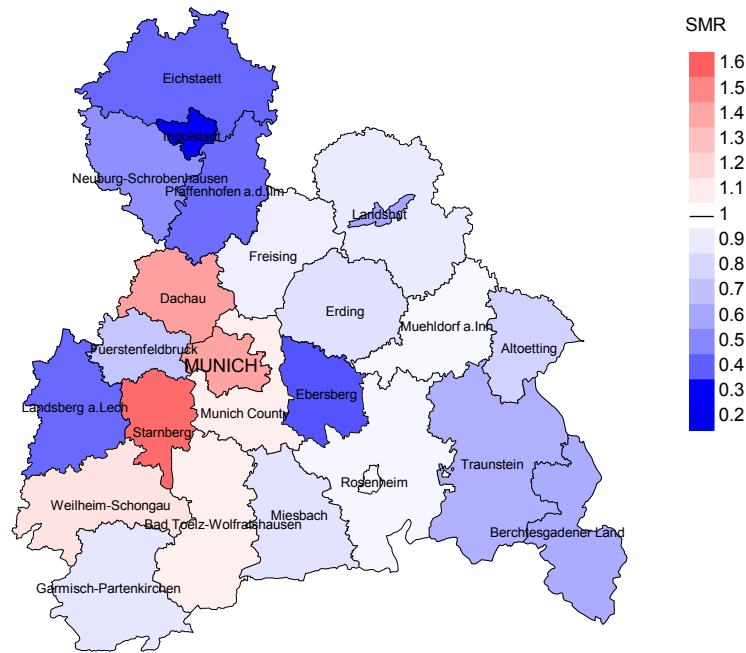 SMR
1.6
1.5
1.4
1.3
1.2
1.1
1
0.9
0.8
0.7
0.6
0.5
0.4
0.3
0.2
Eichstaett
Ingolstadt
Neuburg-Schrobenhausen
Pfaffenhofen a.d.Ilm
Landshut
Freising
Dachau
Erding
Muehldorf a.Inn
Altoetting
Fuerstenfeldbruck
MUNICH
Ebersberg
Landsberg a.Lech
Munich County
Starnberg
Traunstein
Rosenheim
Weilheim-Schongau
Miesbach
Bad Toelz-Wolfratshausen
Berchtesgadener Land
Garmisch-Partenkirchen